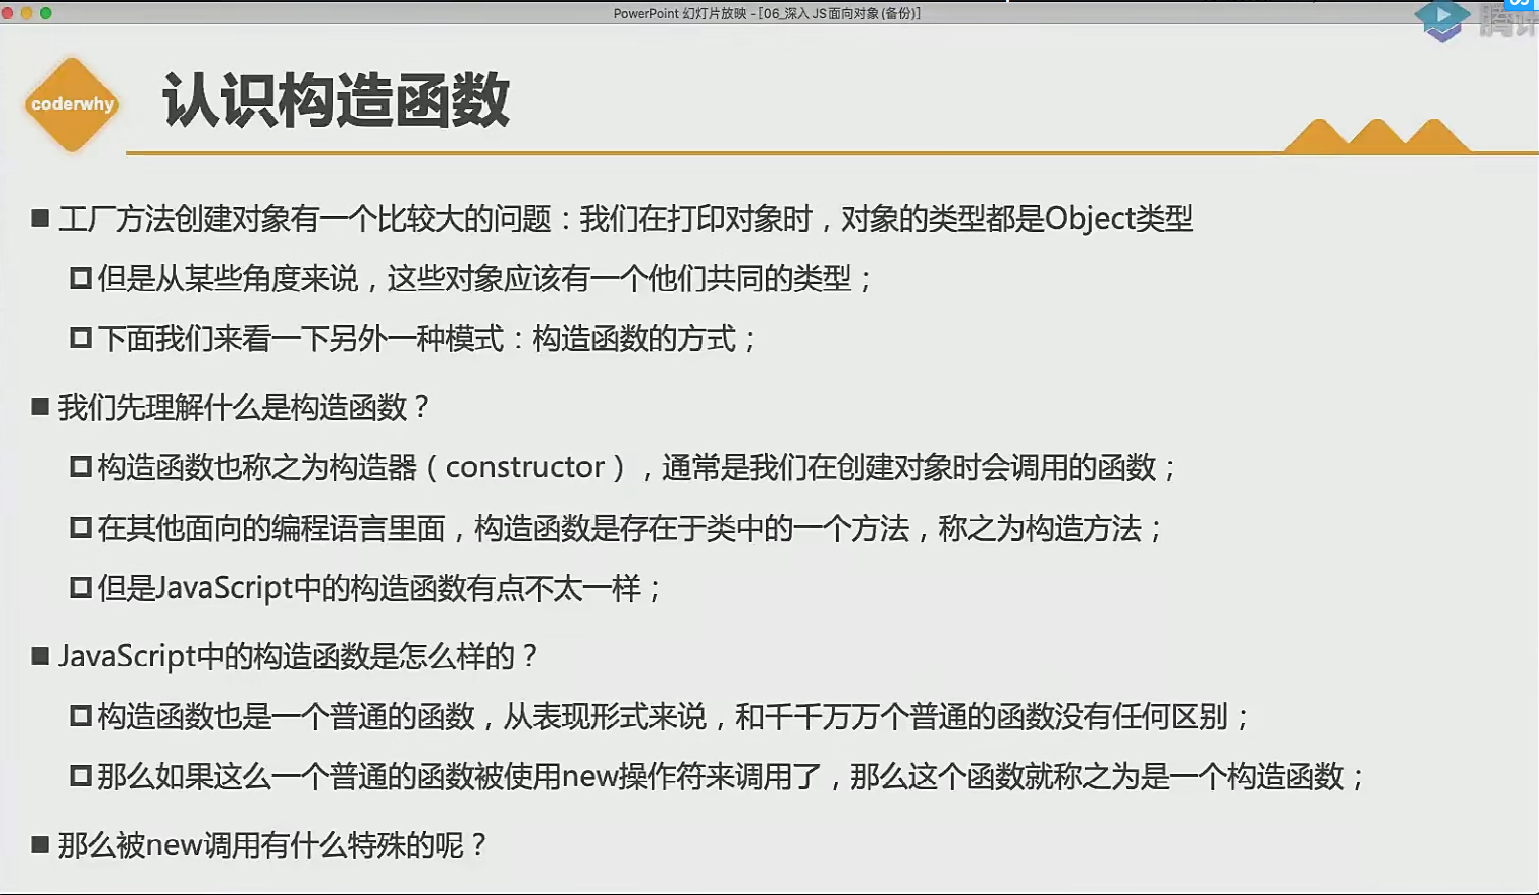 PowerPoint 幻灯片放映 - [06_深入JS面向对象(备份)]
coderwhy
认识构造函数
工厂方法创建对象有一个比较大的问题：我们在打印对象时，对象的类型都是Object类型
但是从某些角度来说，这些对象应该有一个他们共同的类型；
下面我们来看一下另外一种模式：构造函数的方式；
我们先理解什么是构造函数？
构造函数也称之为构造器（constructor），通常是我们在创建对象时会调用的函数；
在其他面向的编程语言里面，构造函数是存在于类中的一个方法，称之为构造方法；
但是JavaScript中的构造函数有点不太一样；
JavaScript中的构造函数是怎么样的？
构造函数也是一个普通的函数，从表现形式来说，和千千万万个普通的函数没有任何区别；
那么如果这么一个普通的函数被使用new操作符来调用了，那么这个函数就称之为是一个构造函数；
那么被new调用有什么特殊的呢？